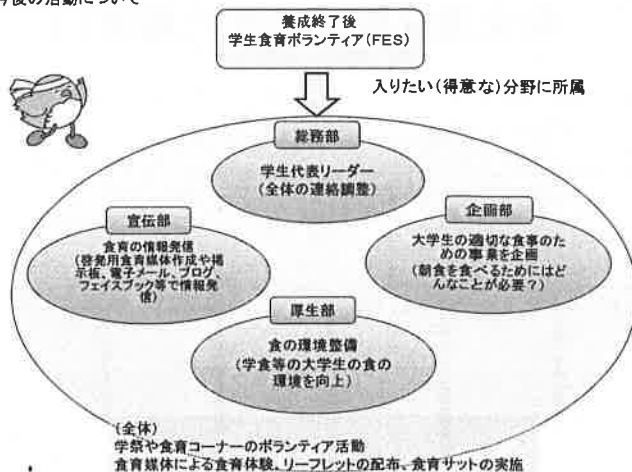 今後の活動について
養成終了後
学生食育ボランティア(FES)
入りたい(得意な)分野に所属
総務部
学生代表リーダー
(全体の連絡調整)
宣伝部
食育の情報発信
(啓発用食育媒体作成や掲
示板、電子メール、ブログ、
フェイスブック等で情報発
信)
企画部
大学生の適切な食事のた
めの事業を企画
(朝食を食べるためにはど
んなことが必要?)
厚生部
食の環境整備
(学食等の大学生の食の
環境を向上)
(全体)
学祭や食育コーナーのボランティア活動
食育媒体による食育体験、リーフレットの配布、食育サットの実施